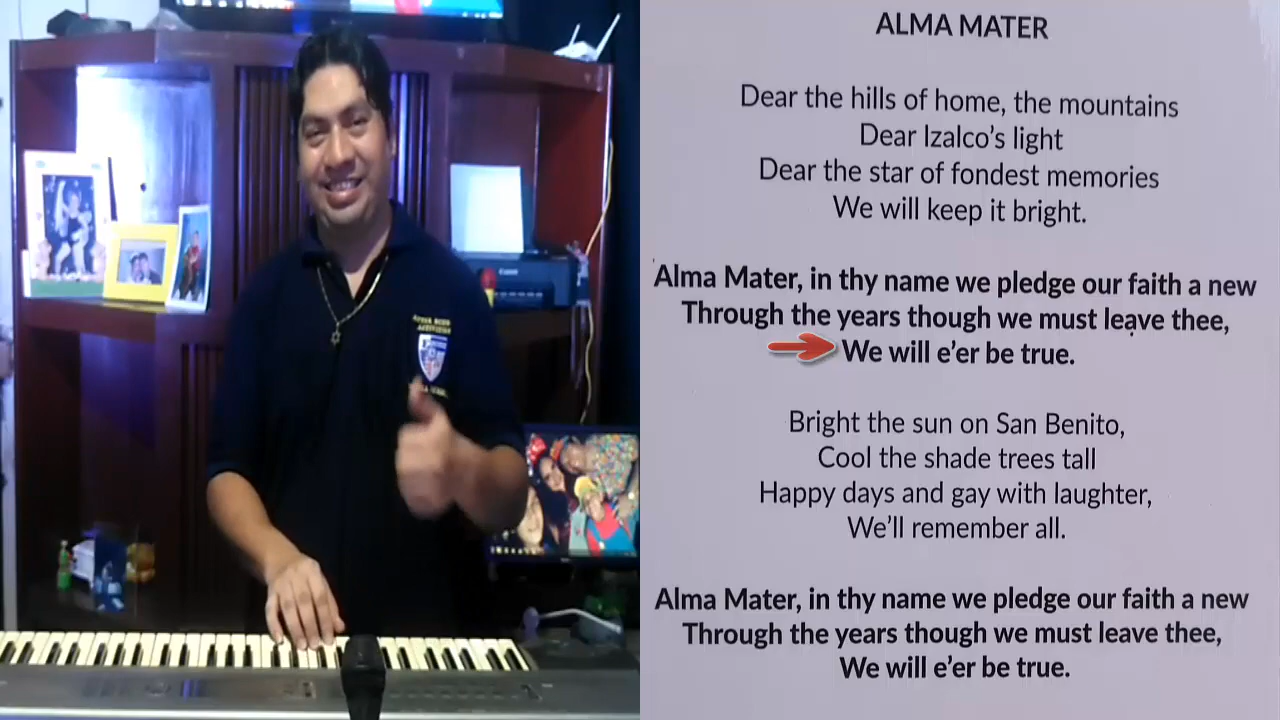 ALMA MATER
Dear the hills of home, the mountains
Dear Izalco's light
Dear the star of fondest memories
We will keep it bright.
Alma Mater, in thy name we pledge our faith a new
Through the years though we must leave thee,
We will e'er be true.
Bright the sun on San Benito,
Cool the shade trees tall
Happy days and gay with laughter,
We'll remember all.
Alma Mater, in thy name we pledge our faith a new
Through the years though we must leave thee,
We will e'er be true.
Canon